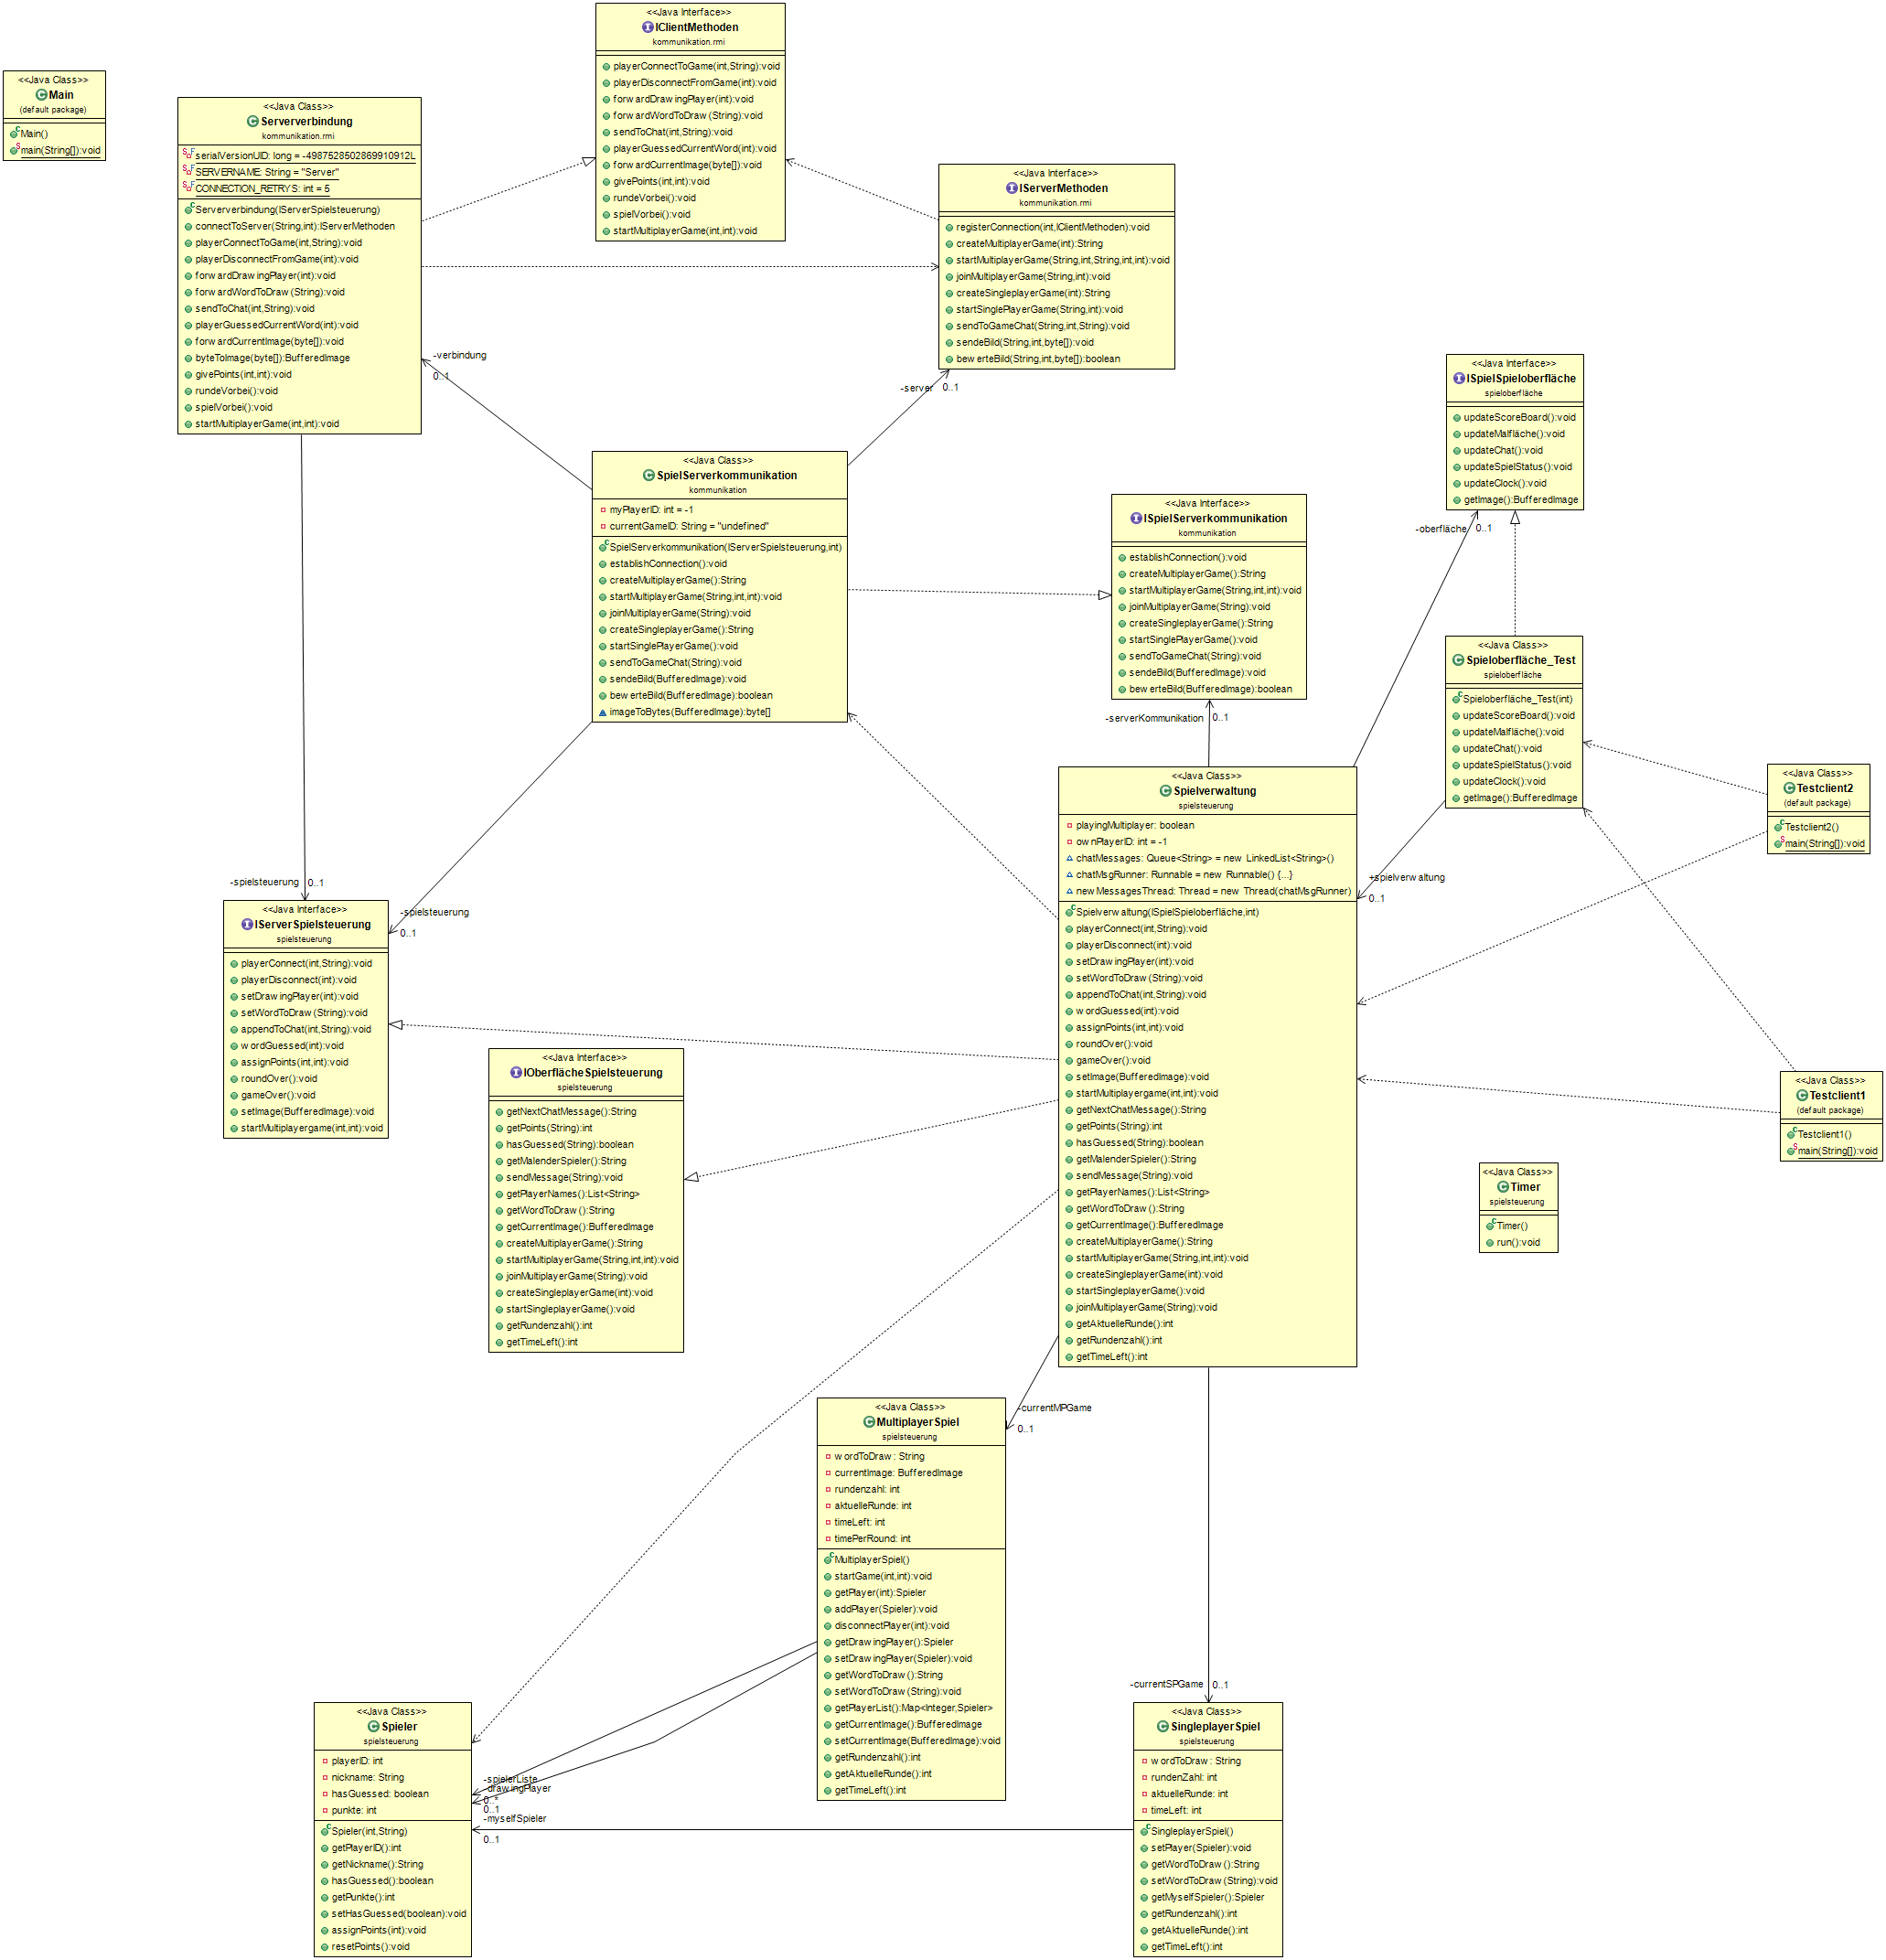 <<Java Interface>>
IClientMethoden
kommunikation.rmi
playerConnectToGame(int,String):void
playerDisconnectFromGame(int):void
forwardDrawingPlayer(int):void
forwardWordToDraw(String):void
sendToChat(int,String):void
playerGuessedCurrentWord(int):void
forwardCurrentImage(byte[]):void
givePoints(int,int):void
rundeVorbei():void
spielVorbei():void
startMultiplayerGame(int,int):void
<<Java Class>>
Main
(default package)
Main()
main(String[]):void
<<Java Class>>
Serververbindung
kommunikation.rmi
serialVersionUID: long = -4987528502869910912L
SERVERNAME: String = "Server"
CONNECTION_RETRYS: int = 5
Serververbindung(IServerSpielsteuerung)
connectToServer(String,int):IServerMethoden
playerConnectToGame(int,String):void
playerDisconnectFromGame(int):void
forwardDrawingPlayer(int):void
forwardWordToDraw(String):void
sendToChat(int,String):void
playerGuessedCurrentWord(int):void
forwardCurrentImage(byte[]):void
byteToImage(byte[]):BufferedImage
givePoints(int,int):void
rundeVorbei():void
spielVorbei():void
startMultiplayerGame(int,int):void
<<Java Interface>>
IServerMethoden
kommunikation.rmi
registerConnection(int,IClientMethoden):void
createMultiplayerGame(int):String
startMultiplayerGame(String,int,String,int,int):void
joinMultiplayerGame(String,int):void
createSingleplayerGame(int):String
startSinglePlayerGame(String,int):void
sendToGameChat(String,int,String):void
sendeBild(String,int,byte[]):void
bewerteBild(String,int,byte[]):boolean
-verbindung
0..1
-server 0..1
<<Java Interface>>
ISpielSpieloberfläche
spieloberfläche
updateScoreBoard():void
updateMalfläche():void
updateChat():void
updateSpielStatus():void
updateClock():void
getImage():BufferedImage
-oberfläche 0..1
<<Java Class>>
SpielServerkommunikation
kommunikation
myPlayerID: int = -1
currentGameID: String = "undefined"
SpielServerkommunikation(IServerSpielsteuerung,int)
establishConnection():void
createMultiplayerGame():String
startMultiplayerGame(String,int,int):void
joinMultiplayerGame(String):void
createSingleplayerGame():String
startSinglePlayerGame():void
sendToGameChat(String):void
sendeBild(BufferedImage):void
bewerteBild(BufferedImage):boolean
imageToBytes(BufferedImage):byte[]
<<Java Interface>>
ISpielServerkommunikation
kommunikation
establishConnection():void
createMultiplayerGame():String
startMultiplayerGame(String,int,int):void
joinMultiplayerGame(String):void
createSingleplayerGame():String
startSinglePlayerGame():void
sendToGameChat(String):void
sendeBild(BufferedImage):void
bewerteBild(BufferedImage):boolean
-serverKommunikation 0..1
<<Java Class>>
Spieloberfläche_Test
spieloberfläche
Spieloberfläche_Test(int)
updateScoreBoard():void
updateMalfläche():void
updateChat():void
updateSpielStatus():void
updateClock():void
getImage():BufferedImage
<<Java Class>>
Testclient2
(default package)
Testclient2()
main(String[]):void
+spielverwaltung
0..1
<<Java Class>>
Spielverwaltung
spielsteuerung
playingMultiplayer: boolean
ownPlayerID: int = -1
chatMessages: Queue<String> = new LinkedList<String>()
chatMsgRunner: Runnable = new Runnable() {...}
newMessagesThread: Thread = new Thread(chatMsgRunner)
Spielverwaltung(ISpielSpieloberfläche,int)
playerConnect(int,String):void
playerDisconnect(int):void
setDrawingPlayer(int):void
setWordToDraw(String):void
appendToChat(int,String):void
wordGuessed(int):void
assignPoints(int,int):void
roundOver():void
gameOver():void
setImage(BufferedImage):void
startMultiplayergame(int,int):void
getNextChatMessage():String
getPoints(String):int
hasGuessed(String):boolean
getMalenderSpieler():String
sendMessage(String):void
getPlayerNames():List<String>
getWordToDraw():String
getCurrentImage():BufferedImage
createMultiplayerGame():String
startMultiplayerGame(String,int,int):void
createSingleplayerGame(int):void
startSingleplayerGame():void
joinMultiplayerGame(String):void
getAktuelleRunde():int
getRundenzahl():int
getTimeLeft():int
-spielsteuerung 0..1
-spielsteuerung
0..1
<<Java Interface>>
IServerSpielsteuerung
spielsteuerung
playerConnect(int,String):void
playerDisconnect(int):void
setDrawingPlayer(int):void
setWordToDraw(String):void
appendToChat(int,String):void
wordGuessed(int):void
assignPoints(int,int):void
roundOver():void
gameOver():void
setImage(BufferedImage):void
startMultiplayergame(int,int):void
<<Java Interface>>
IOberflächeSpielsteuerung
spielsteuerung
getNextChatMessage():String
getPoints(String):int
hasGuessed(String):boolean
getMalenderSpieler():String
sendMessage(String):void
getPlayerNames():List<String>
getWordToDraw():String
getCurrentImage():BufferedImage
createMultiplayerGame():String
startMultiplayerGame(String,int,int):void
joinMultiplayerGame(String):void
createSingleplayerGame(int):void
startSingleplayerGame():void
getRundenzahl():int
getTimeLeft():int
<<Java Class>>
Testclient1
(default package)
Testclient1()
main(String[]):void
<<Java Class>>
Timer
spielsteuerung
Timer()
run():void
-currentMPGame
0..1
<<Java Class>>
MultiplayerSpiel
spielsteuerung
wordToDraw: String
currentImage: BufferedImage
rundenzahl: int
aktuelleRunde: int
timeLeft: int
timePerRound: int
MultiplayerSpiel()
startGame(int,int):void
getPlayer(int):Spieler
addPlayer(Spieler):void
disconnectPlayer(int):void
getDrawingPlayer():Spieler
setDrawingPlayer(Spieler):void
getWordToDraw():String
setWordToDraw(String):void
getPlayerList():Map<Integer,Spieler>
getCurrentImage():BufferedImage
setCurrentImage(BufferedImage):void
getRundenzahl():int
getAktuelleRunde():int
getTimeLeft():int
-currentSPGame 0..1
<<Java Class>>
Spieler
spielsteuerung
playerID: int
nickname: String
hasGuessed: boolean
punkte: int
Spieler(int,String)
getPlayerID():int
getNickname():String
hasGuessed():boolean
getPunkte():int
setHasGuessed(boolean):void
assignPoints(int):void
resetPoints():void
-spielerListe
-drawingPlayer
0..*
0..1
-myselfSpieler
0..1
<<Java Class>>
SingleplayerSpiel
spielsteuerung
wordToDraw: String
rundenZahl: int
aktuelleRunde: int
timeLeft: int
SingleplayerSpiel()
setPlayer(Spieler):void
getWordToDraw():String
setWordToDraw(String):void
getMyselfSpieler():Spieler
getRundenzahl():int
getAktuelleRunde():int
getTimeLeft():int